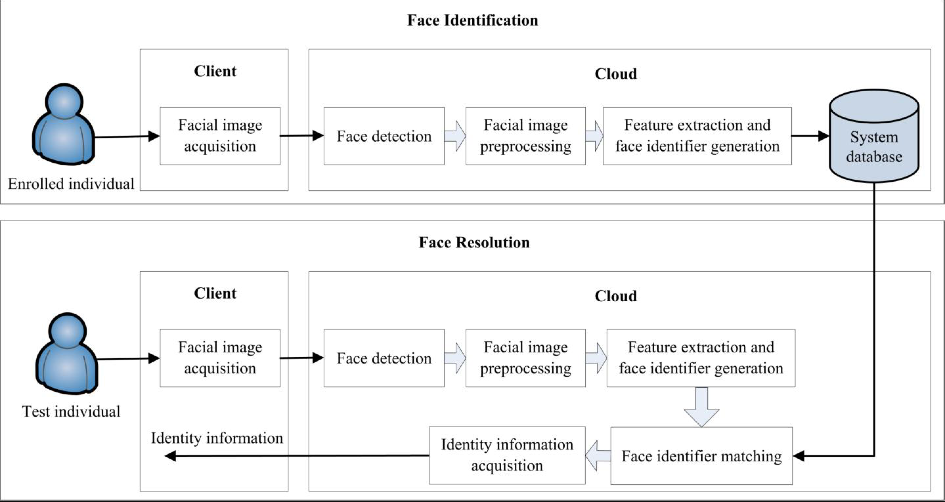 Face Identification
Client
Cloud
Facial image
acquisition
Face detection
Facial image
preprocessing
Feature extraction and
face identifier generation
System
database
Enrolled individual
Face Resolution
Client
Cloud
Facial image
acquisition
Face detection
Facial image
preprocessing
Feature extraction and
face identifier generation
Test individual
Identity information
Identity information
acquisition
Face identifier matching